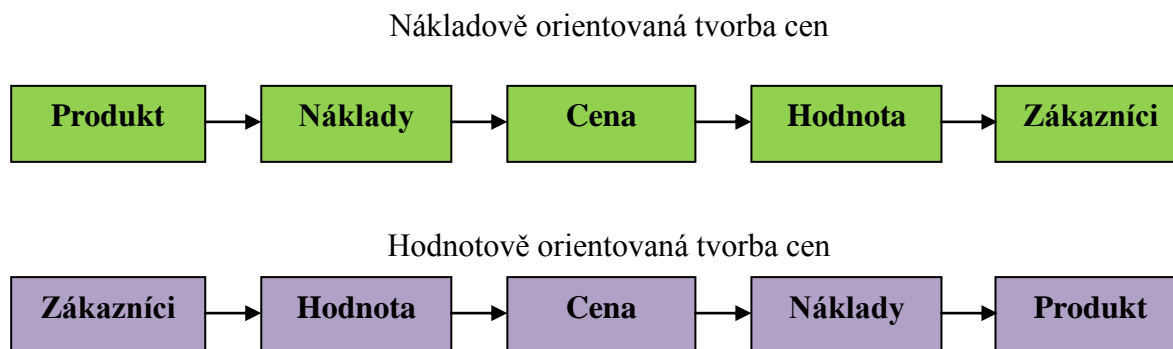 Nákladově orientovaná tvorba cen
Produkt Náklady Cena Hodnota Zákazníci
Hodnotově orientovaná tvorba cen
Zákazníci Hodnota Cena Náklady Produkt